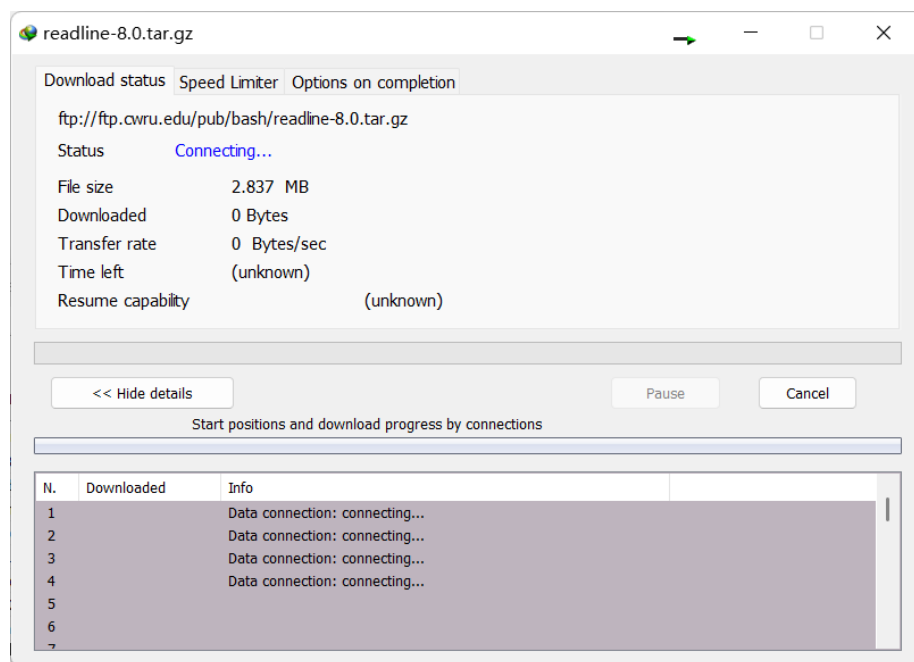 readline-8.0.tar.gz
Download status Speed Limiter Options on completion
ftp://ftp.cwru.edu/pub/bash/readline-8.0.tar.gz
Status Connecting...
File size 2.837 MB
Downloaded 0 Bytes
Transfer rate 0 Bytes/sec
Time left (unknown)
Resume capability (unknown)
<< Hide details Pause Cancel
Start positions and download progress by connections
N. Downloaded Info
1 Data connection: connecting...
2 Data connection: connecting...
3 Data connection: connecting...
4 Data connection: connecting...
5
6
7